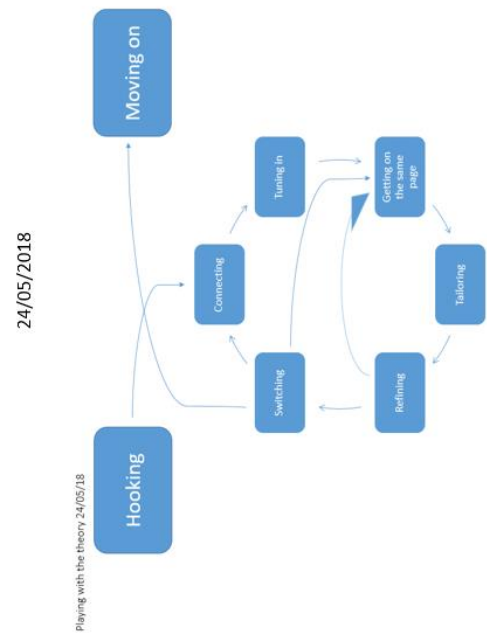 24/05/2018
Playing with the theory 24/05/18
Hooking
Moving on
Connecting
Switching
Tuning in
Refining
Getting on
the same
page
Tailoring